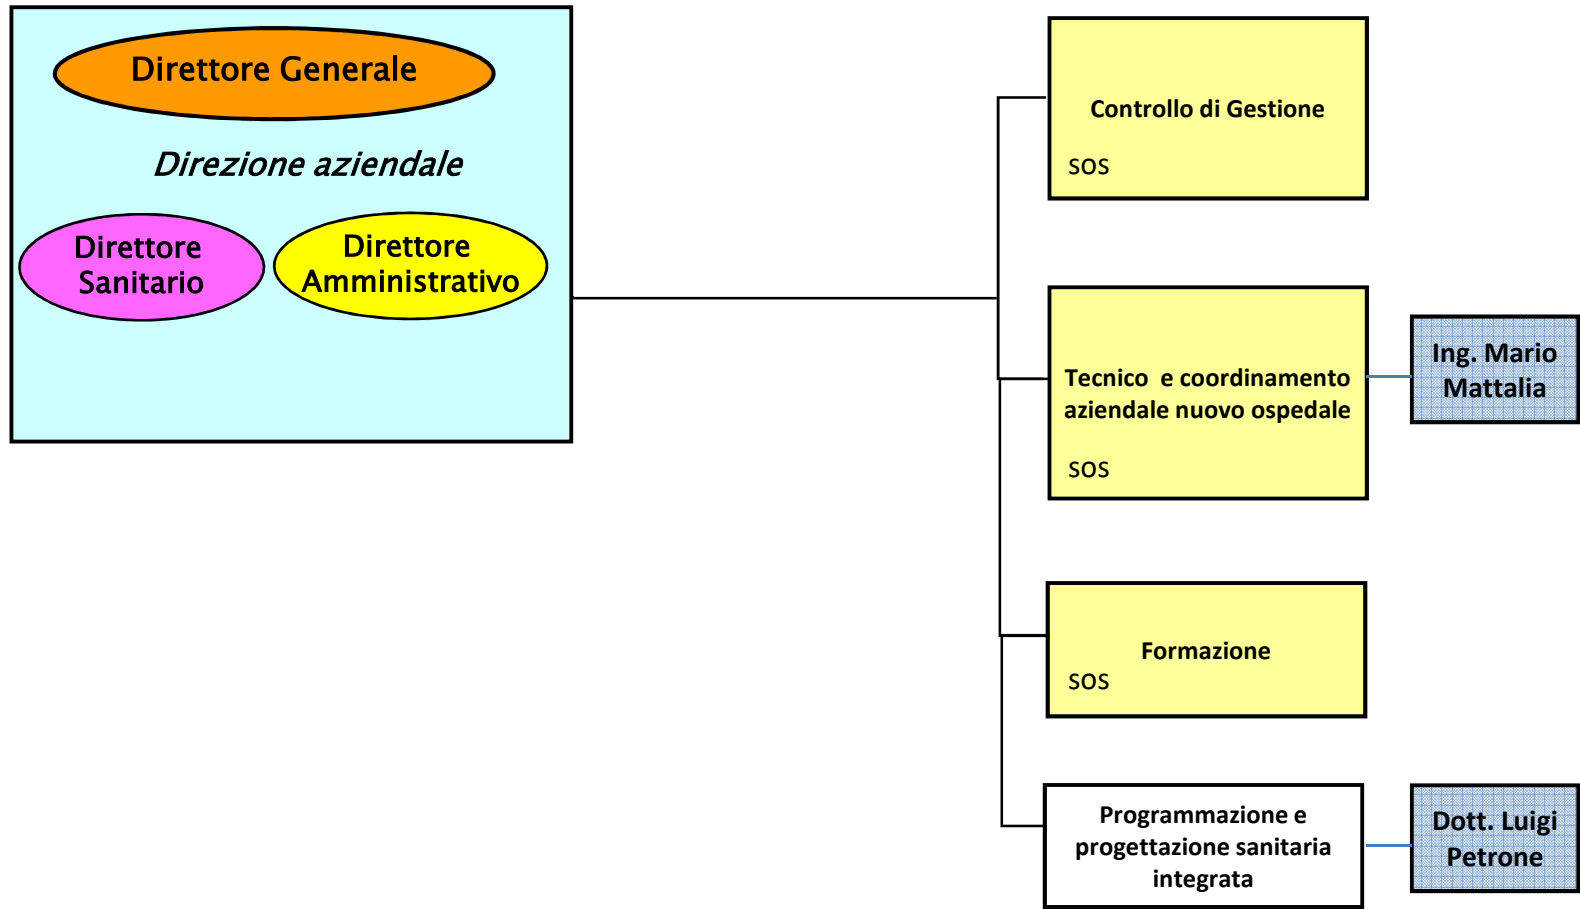 Direttore Generale
Direzione aziendale
Direttore
Sanitario
Direttore
Amministrativo
Controllo di Gestione
SOS
Tecnico e coordinamento
aziendale nuovo ospedale
SOS
Ing. Mario
Mattalia
Formazione
SOS
Programmazione e
progettazione sanitaria
integrata
Dott. Luigi
Petrone